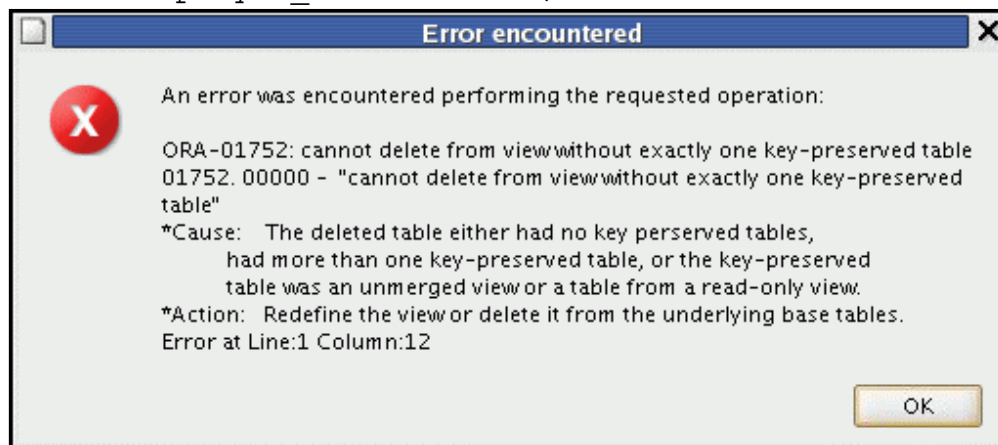 Error encountered
An error was encountered performing the requested operation:
ORA-01752: cannot delete from view without exactly one key-preserved table
01752. 00000 - "cannot delete from view without exactly one key-preserved
table"
*Cause: The deleted table either had no key perserved tables,
had more than one key-preserved table, or the key-preserved
table was an unmerged view or a table from a read-only view.
*Action: Redefine the view or delete it from the underlying base tables.
Error at Line:1 Column:12
OK